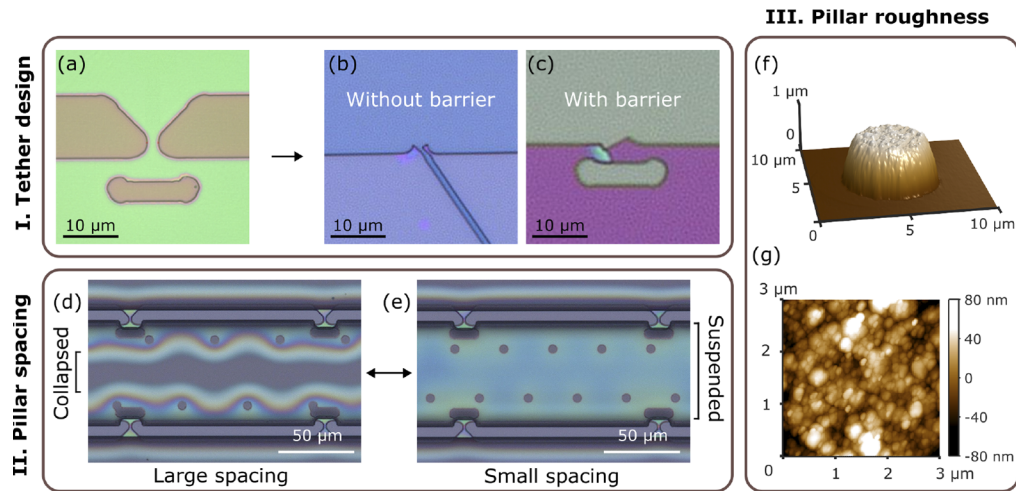 III. Pillar roughness
I. Tether design
(a)
10 µm
(b)
Without barrier
10 µm
(c)
With barrier
10 µm
II. Pillar spacing
(d)
Collapsed
50 µm
Large spacing
(e)
Suspended
50 µm
Small spacing
(f)
1 µm
0
10 µm
5
0
5
10 µm
(g)
3 µm
2
1
0
1
2
3 µm
80 nm
40
0
-40
-80 nm